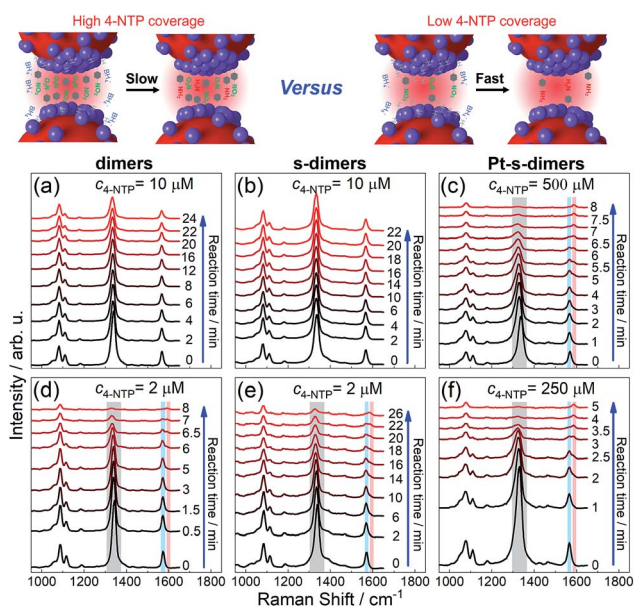 High 4-NTP coverage
Low 4-NTP coverage
Slow
Versus
Fast
dimers
s-dimers
Pt-s-dimers
(a) c4-NTP = 10 μM
24
22
20
16
12
8
6
4
2
0
Reaction time / min
(b) c4-NTP = 10 μM
22
20
18
16
14
10
6
4
2
0
Reaction time / min
(c) c4-NTP = 500 μM
8
7.5
7
6.5
6
5.5
5
4
3
2
1
0
Reaction time / min
Intensity / arb. u.
(d) c4-NTP = 2 μM
8
7
6.5
6
5
3
1.5
0.5
0
Reaction time / min
(e) c4-NTP = 2 μM
26
22
20
18
16
14
10
6
2
0
Reaction time / min
(f) c4-NTP = 250 μM
5
4
3.5
3
2.5
2
1
0
Reaction time / min
1000 1200 1400 1600 1800
1000 1200 1400 1600 1800
1000 1200 1400 1600 1800
Raman Shift / cm⁻¹